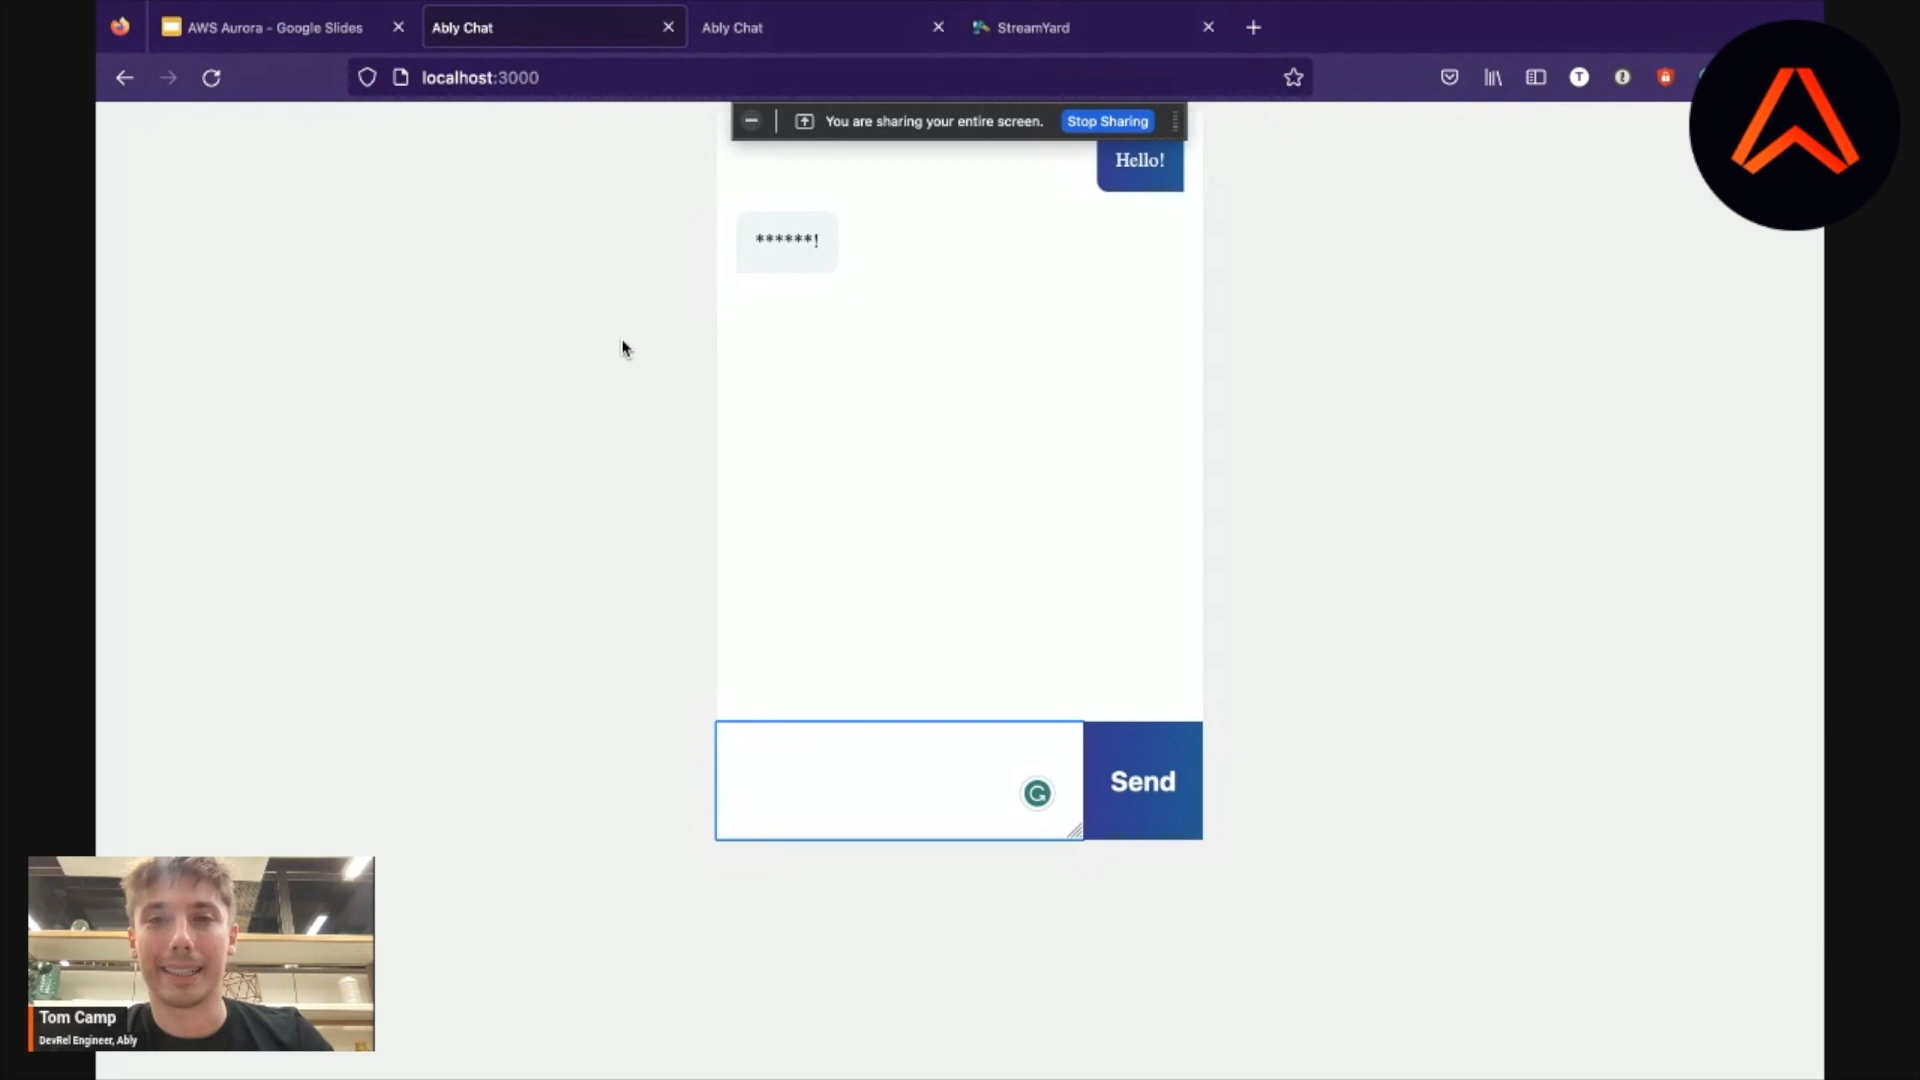 AWS Aurora – Google Slides
Ably Chat
Ably Chat
StreamYard
localhost:3000
You are sharing your entire screen.
Stop Sharing
Hello!
******!
Send
Tom Camp
DevRel Engineer, Ably